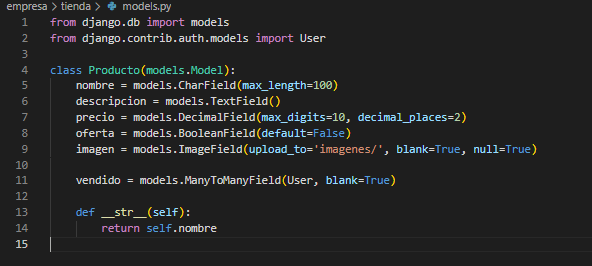 empresa > tienda > models.py
1 from django.db import models
2 from django.contrib.auth.models import User
3
4 class Producto(models.Model):
5     nombre = models.CharField(max_length=100)
6     descripcion = models.TextField()
7     precio = models.DecimalField(max_digits=10, decimal_places=2)
8     oferta = models.BooleanField(default=False)
9     imagen = models.ImageField(upload_to='imagenes/', blank=True, null=True)
10
11     vendido = models.ManyToManyField(User, blank=True)
12
13     def __str__(self):
14         return self.nombre
15